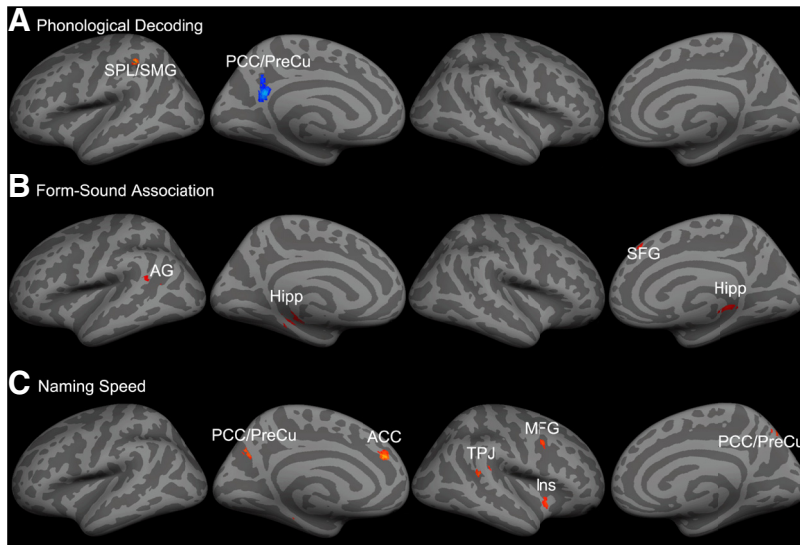 A Phonological Decoding
SPL/SMG
PCC/PreCu
B Form-Sound Association
AG
Hipp
SFG
Hipp
C Naming Speed
PCC/PreCu
ACC
TPJ
MFG
Ins
PCC/PreCu